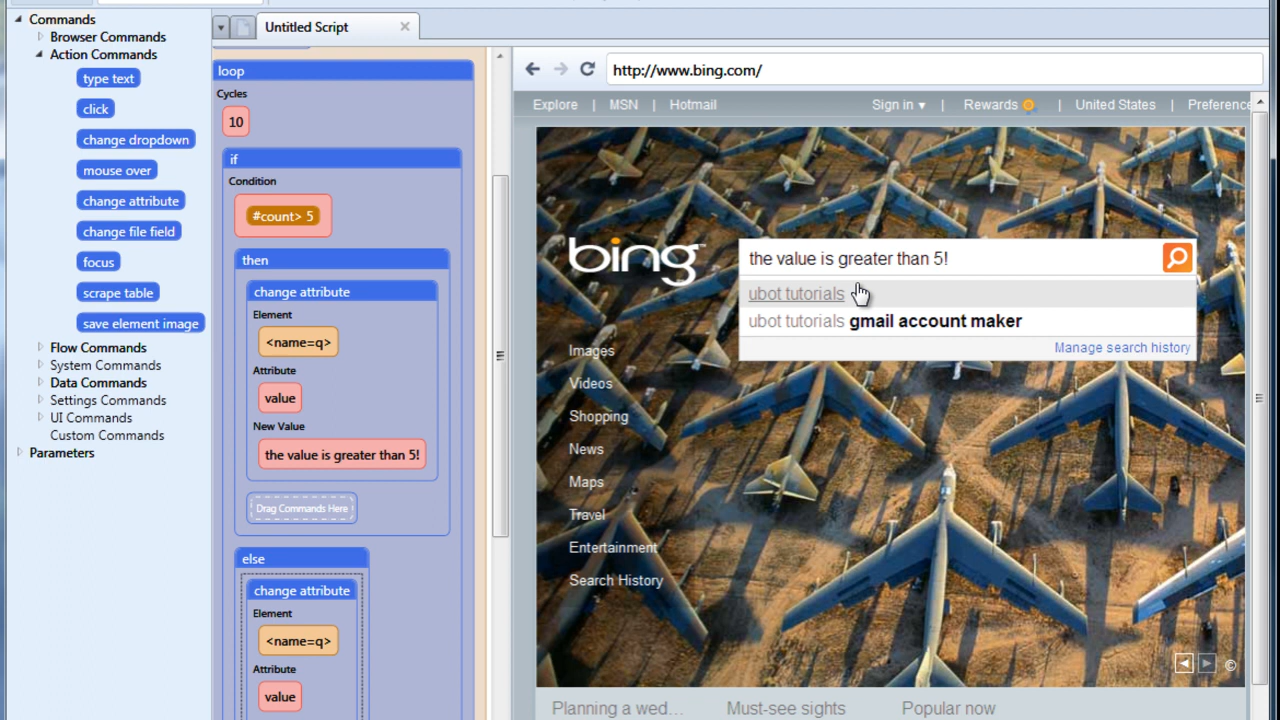 Commands
Browser Commands
Action Commands
type text
click
change dropdown
mouse over
change attribute
change file field
focus
scrape table
save element image
Flow Commands
System Commands
Data Commands
Settings Commands
UI Commands
Custom Commands
Parameters
Untitled Script
loop
Cycles
10
if
Condition
#count> 5
then
change attribute
Element
<name=q>
Attribute
value
New Value
the value is greater than 5!
Drag Commands Here
else
change attribute
Element
<name=q>
Attribute
value
http://www.bing.com/
Explore | MSN | Hotmail
Sign in | Rewards | United States | Preference
bing
the value is greater than 5!
ubot tutorials
ubot tutorials gmail account maker
Manage search history
Images
Videos
Shopping
News
Maps
Travel
Entertainment
Search History
©
Planning a wed... Must-see sights Popular now